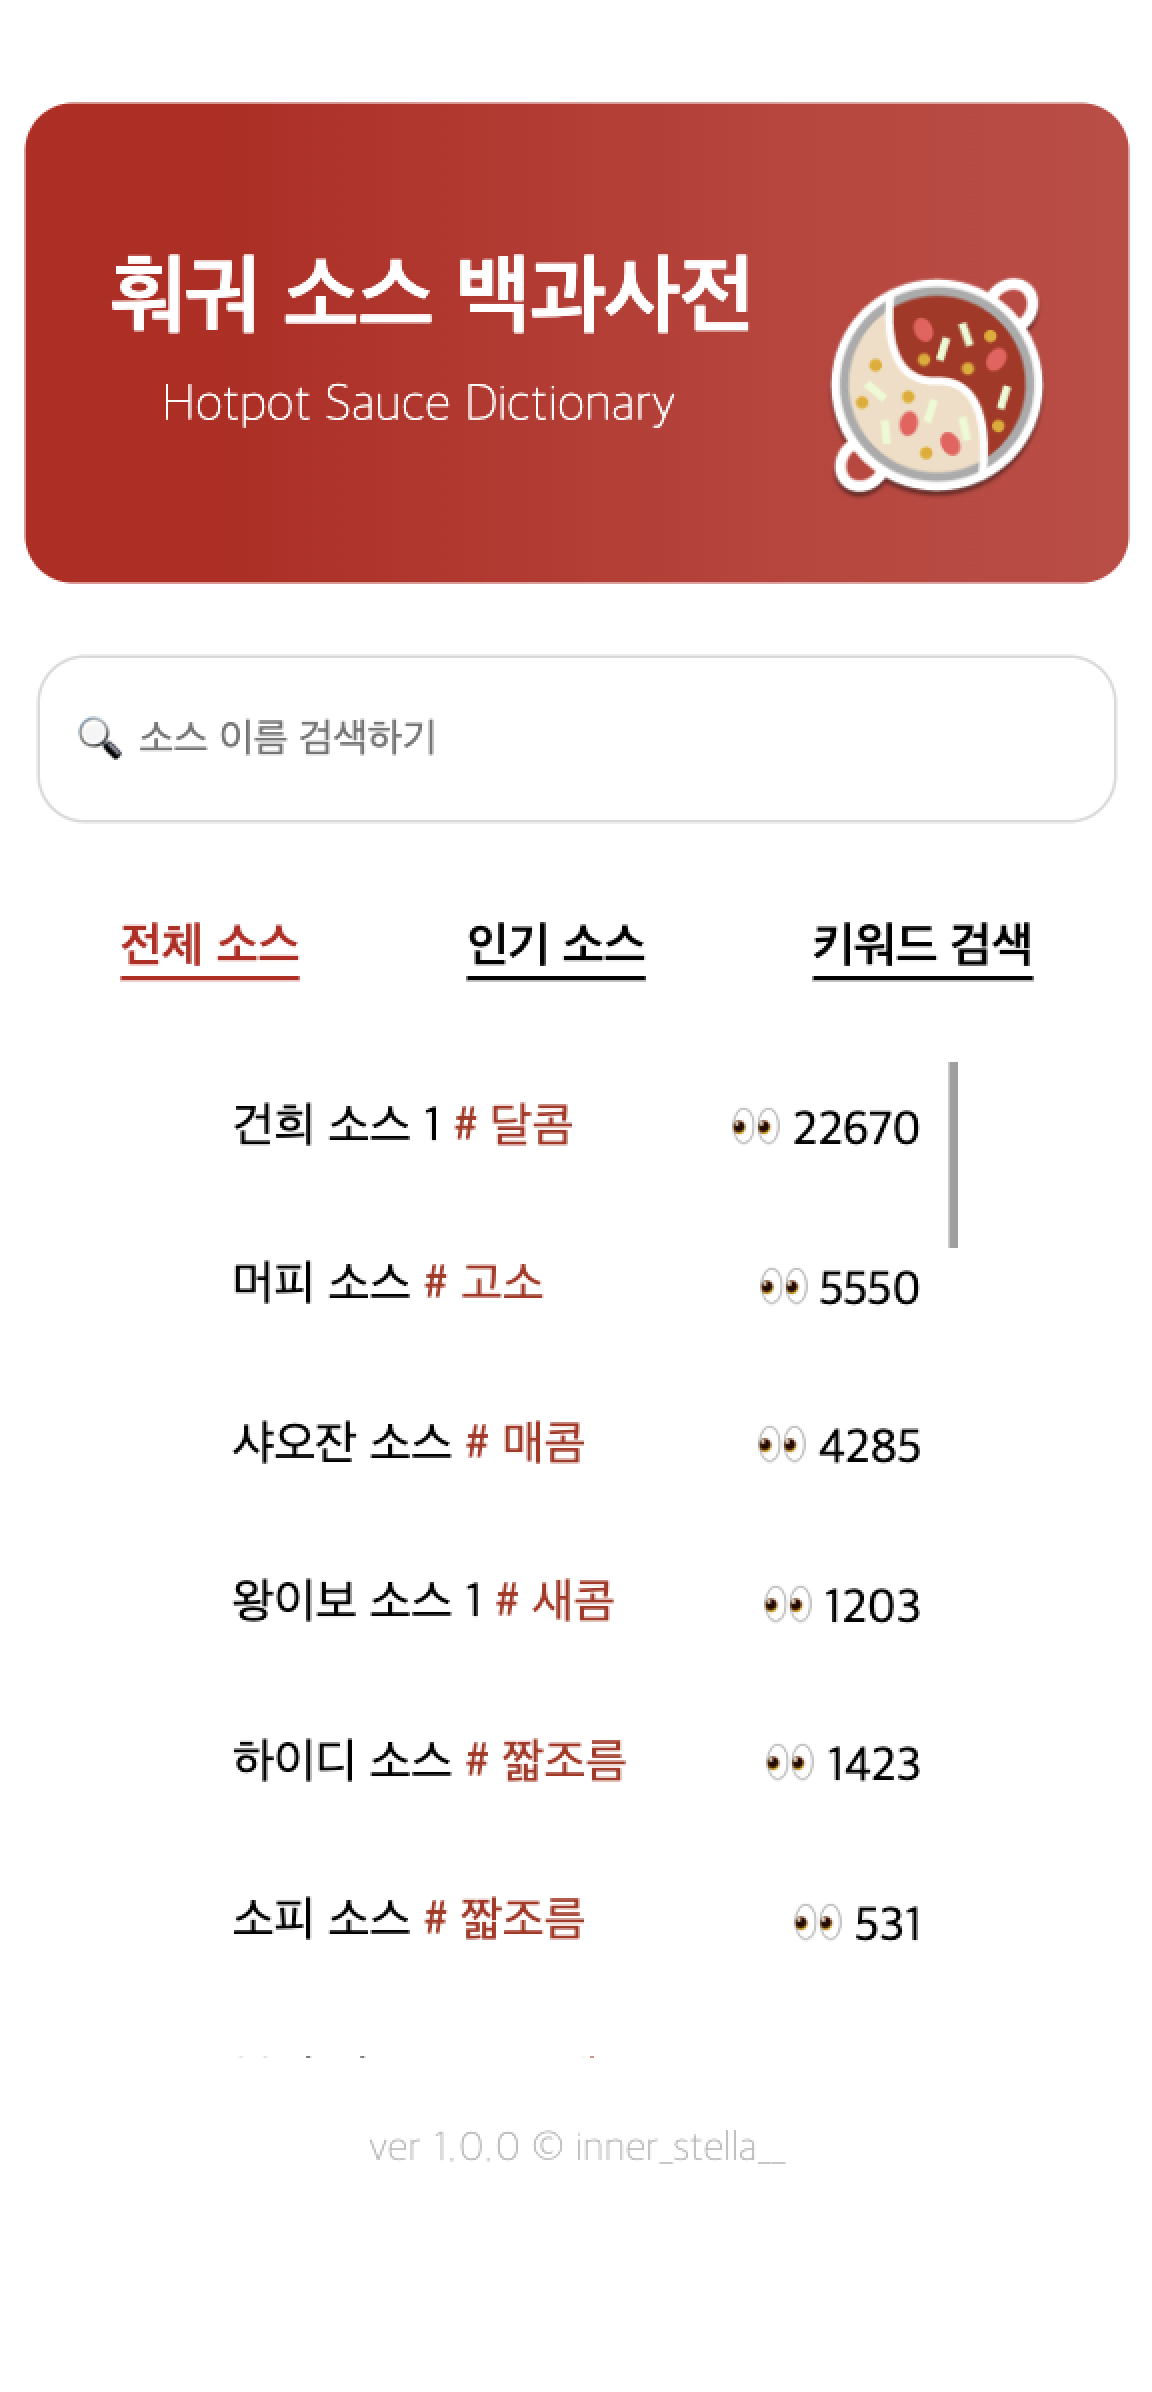 훠궈 소스 백과사전
Hotpot Sauce Dictionary
🔍 소스 이름 검색하기
전체 소스 인기 소스 키워드 검색
건희 소스 1 # 달콤 👀 22670
머피 소스 # 고소 👀 5550
샤오잔 소스 # 매콤 👀 4285
왕이보 소스 1 # 새콤 👀 1203
하이디 소스 # 짧조름 👀 1423
소피 소스 # 짧조름 👀 531
ver 1.0.0 © inner_stella__